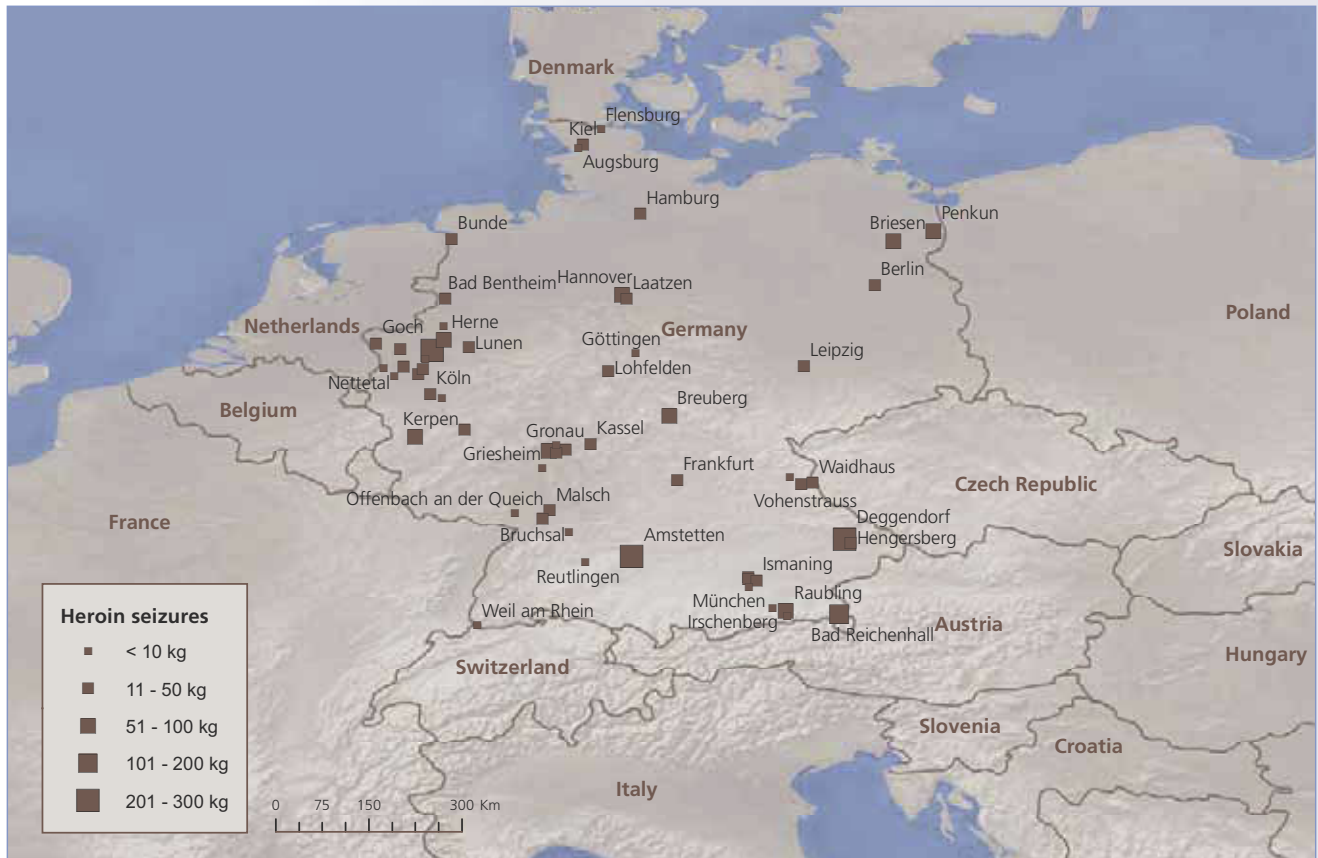 Denmark
Flensburg
Kiel
Augsburg
Hamburg
Bunde
Penkun
Briesen
Berlin
Bad Bentheim
Hannover
Laatzen
Netherlands
Goch
Herne
Lunen
Germany
Poland
Göttingen
Lohfelden
Leipzig
Nettetal
Köln
Belgium
Breuberg
Kerpen
Gronau
Kassel
Griesheim
Frankfurt
Waidhaus
Czech Republic
Offenbach an der Queich
Malsch
Vohenstrauss
France
Deggendorf
Bruchsal
Amstetten
Hengersberg
Slovakia
Reutlingen
Ismaning
München
Raubling
Weil am Rhein
Irschenberg
Bad Reichenhall
Austria
Switzerland
Hungary
Slovenia
Croatia
Italy
Heroin seizures
< 10 kg
11 - 50 kg
51 - 100 kg
101 - 200 kg
201 - 300 kg
0 75 150 300 Km